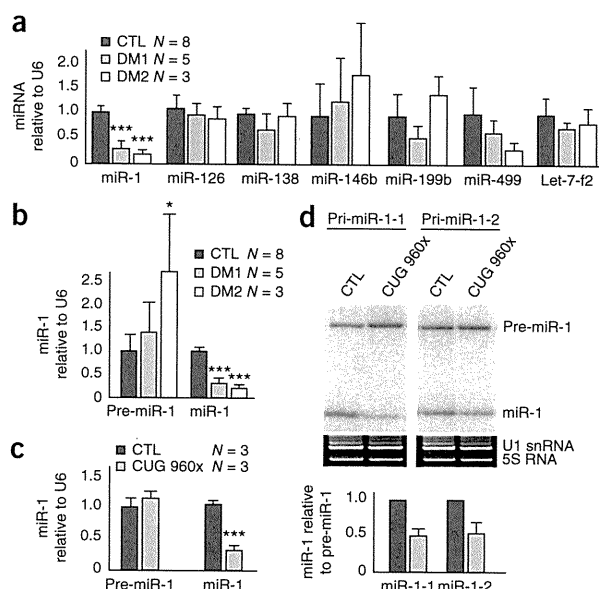 a
CTL N = 8
DM1 N = 5
DM2 N = 3
miRNA
relative to U6
2.0
1.5
1.0
0.5
0
***
***
miR-1
miR-126
miR-138
miR-146b
miR-199b
miR-499
Let-7-f2
b
CTL N = 8
DM1 N = 5
DM2 N = 3
miR-1
relative to U6
2.5
2.0
1.5
1.0
0.5
0
*
***
***
Pre-miR-1
miR-1
c
CTL N = 3
CUG 960x N = 3
miR-1
relative to U6
1.5
1.0
0.5
0
***
Pre-miR-1
miR-1
d
Pri-miR-1-1
Pri-miR-1-2
CTL
CUG 960x
CTL
CUG 960x
Pre-miR-1
miR-1
U1 snRNA
5S RNA
miR-1 relative
to pre-miR-1
1.0
0.5
0
miR-1-1
miR-1-2